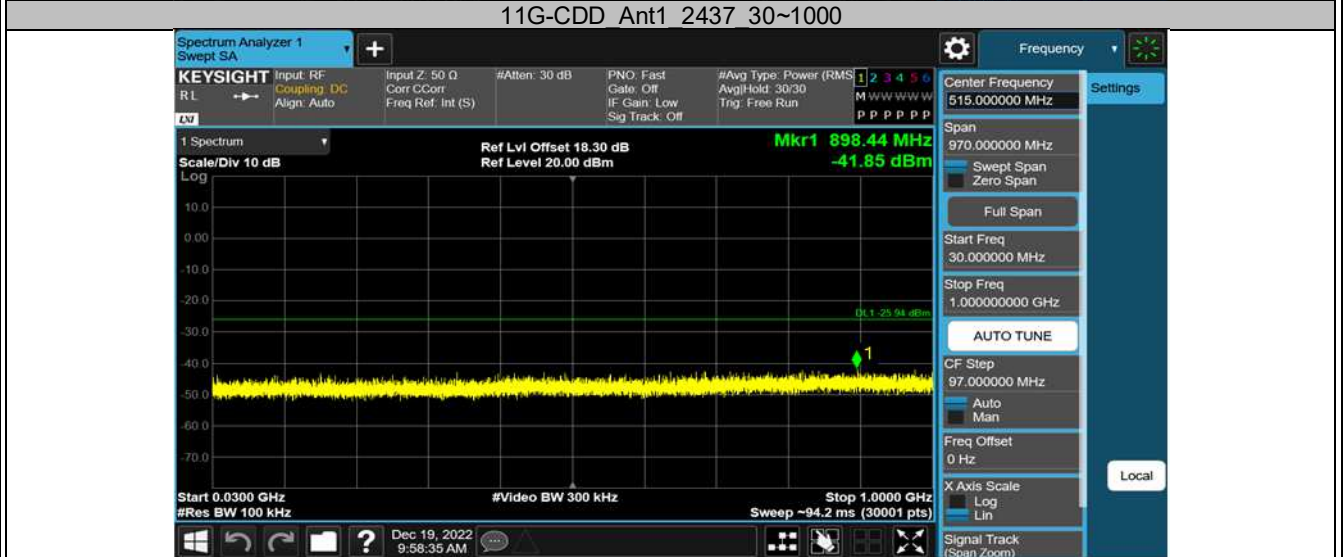 11G-CDD_Ant1_2437_30~1000
Spectrum Analyzer 1
Swept SA
Frequency
KEYSIGHT
RL
LXI
Input: RF
Coupling: DC
Align: Auto
Input Z: 50 Ω
Corr CCorr
Freq Ref: Int (S)
#Atten: 30 dB
PNO: Fast
Gate: Off
IF Gain: Low
Sig Track: Off
#Avg Type: Power (RMS
Avg|Hold: 30/30
Trig: Free Run
1 2 3 4 5 6
M W W W W W
P P P P P P
1 Spectrum
Scale/Div 10 dB
Log
Ref Lvl Offset 18.30 dB
Ref Level 20.00 dBm
Mkr1 898.44 MHz
-41.85 dBm
10.0
0.00
-10.0
-20.0
DL1 -25.94 dBm
-30.0
1
-40.0
-50.0
-60.0
-70.0
Start 0.0300 GHz
#Res BW 100 kHz
#Video BW 300 kHz
Stop 1.0000 GHz
Sweep ~94.2 ms (30001 pts)
?
Dec 19, 2022
9:58:35 AM
Center Frequency
515.000000 MHz
Settings
Span
970.000000 MHz
Swept Span
Zero Span
Full Span
Start Freq
30.000000 MHz
Stop Freq
1.000000000 GHz
AUTO TUNE
CF Step
97.000000 MHz
Auto
Man
Freq Offset
0 Hz
X Axis Scale
Log
Lin
Local
Signal Track
(Span Zoom)